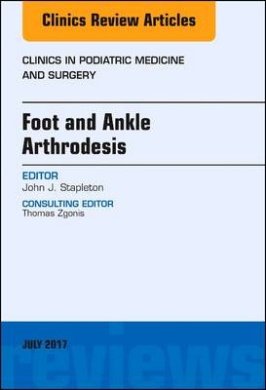 Clinics Review Articles
CLINICS IN PODIATRIC MEDICINE
AND SURGERY
Foot and Ankle
Arthrodesis
EDITOR
John J. Stapleton
CONSULTING EDITOR
Thomas Zgonis
JULY 2017
reviews